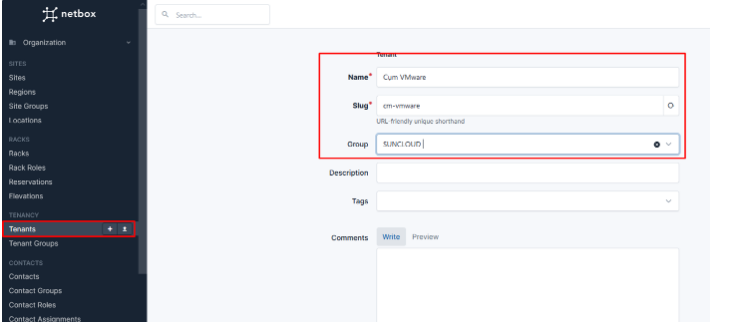 netbox
Search...
Organization
SITES
Sites
Regions
Site Groups
Locations
RACKS
Racks
Rack Roles
Reservations
Elevations
TENANCY
Tenants
Tenant Groups
CONTACTS
Contacts
Contact Groups
Contact Roles
Contact Assignments
Tenant
Name* Cum VMware
Slug* cm-vmware
URL-friendly unique shorthand
Group SUNCLOUD
Description
Tags
Comments Write Preview